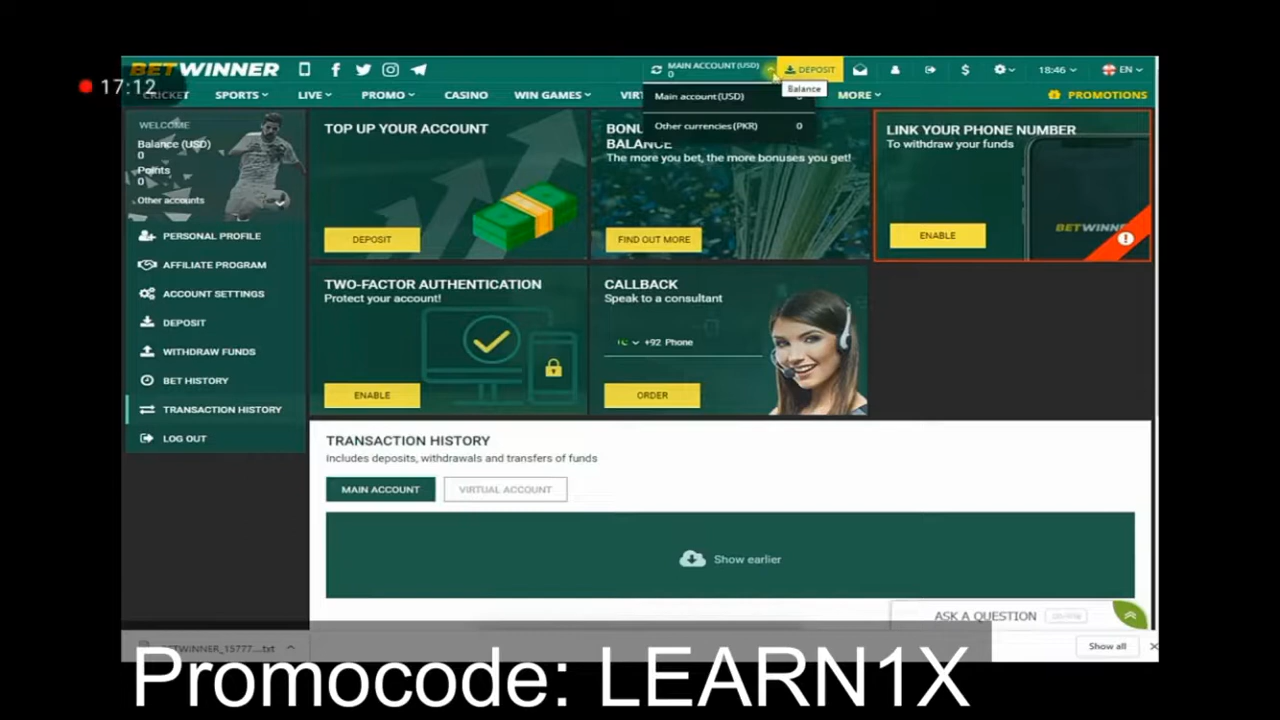 17:12
BETWINNER
MAIN ACCOUNT (USD)
0
DEPOSIT
$
18:46
EN
CRICKET
SPORTS
LIVE
PROMO
CASINO
WIN GAMES
VIRT
MORE
PROMOTIONS
Balance
Main account (USD)
Other currencies (PKR) 0
WELCOME
Balance (USD)
0
Points
0
Other accounts
PERSONAL PROFILE
AFFILIATE PROGRAM
ACCOUNT SETTINGS
DEPOSIT
WITHDRAW FUNDS
BET HISTORY
TRANSACTION HISTORY
LOG OUT
TOP UP YOUR ACCOUNT
DEPOSIT
BONU
BALANCE
The more you bet, the more bonuses you get!
FIND OUT MORE
LINK YOUR PHONE NUMBER
To withdraw your funds
ENABLE
BETWINN
TWO-FACTOR AUTHENTICATION
Protect your account!
ENABLE
CALLBACK
Speak to a consultant
+92 Phone
ORDER
TRANSACTION HISTORY
Includes deposits, withdrawals and transfers of funds
MAIN ACCOUNT
VIRTUAL ACCOUNT
Show earlier
ASK A QUESTION
BETWINNER_15777....txt
Show all
Promocode: LEARN1X